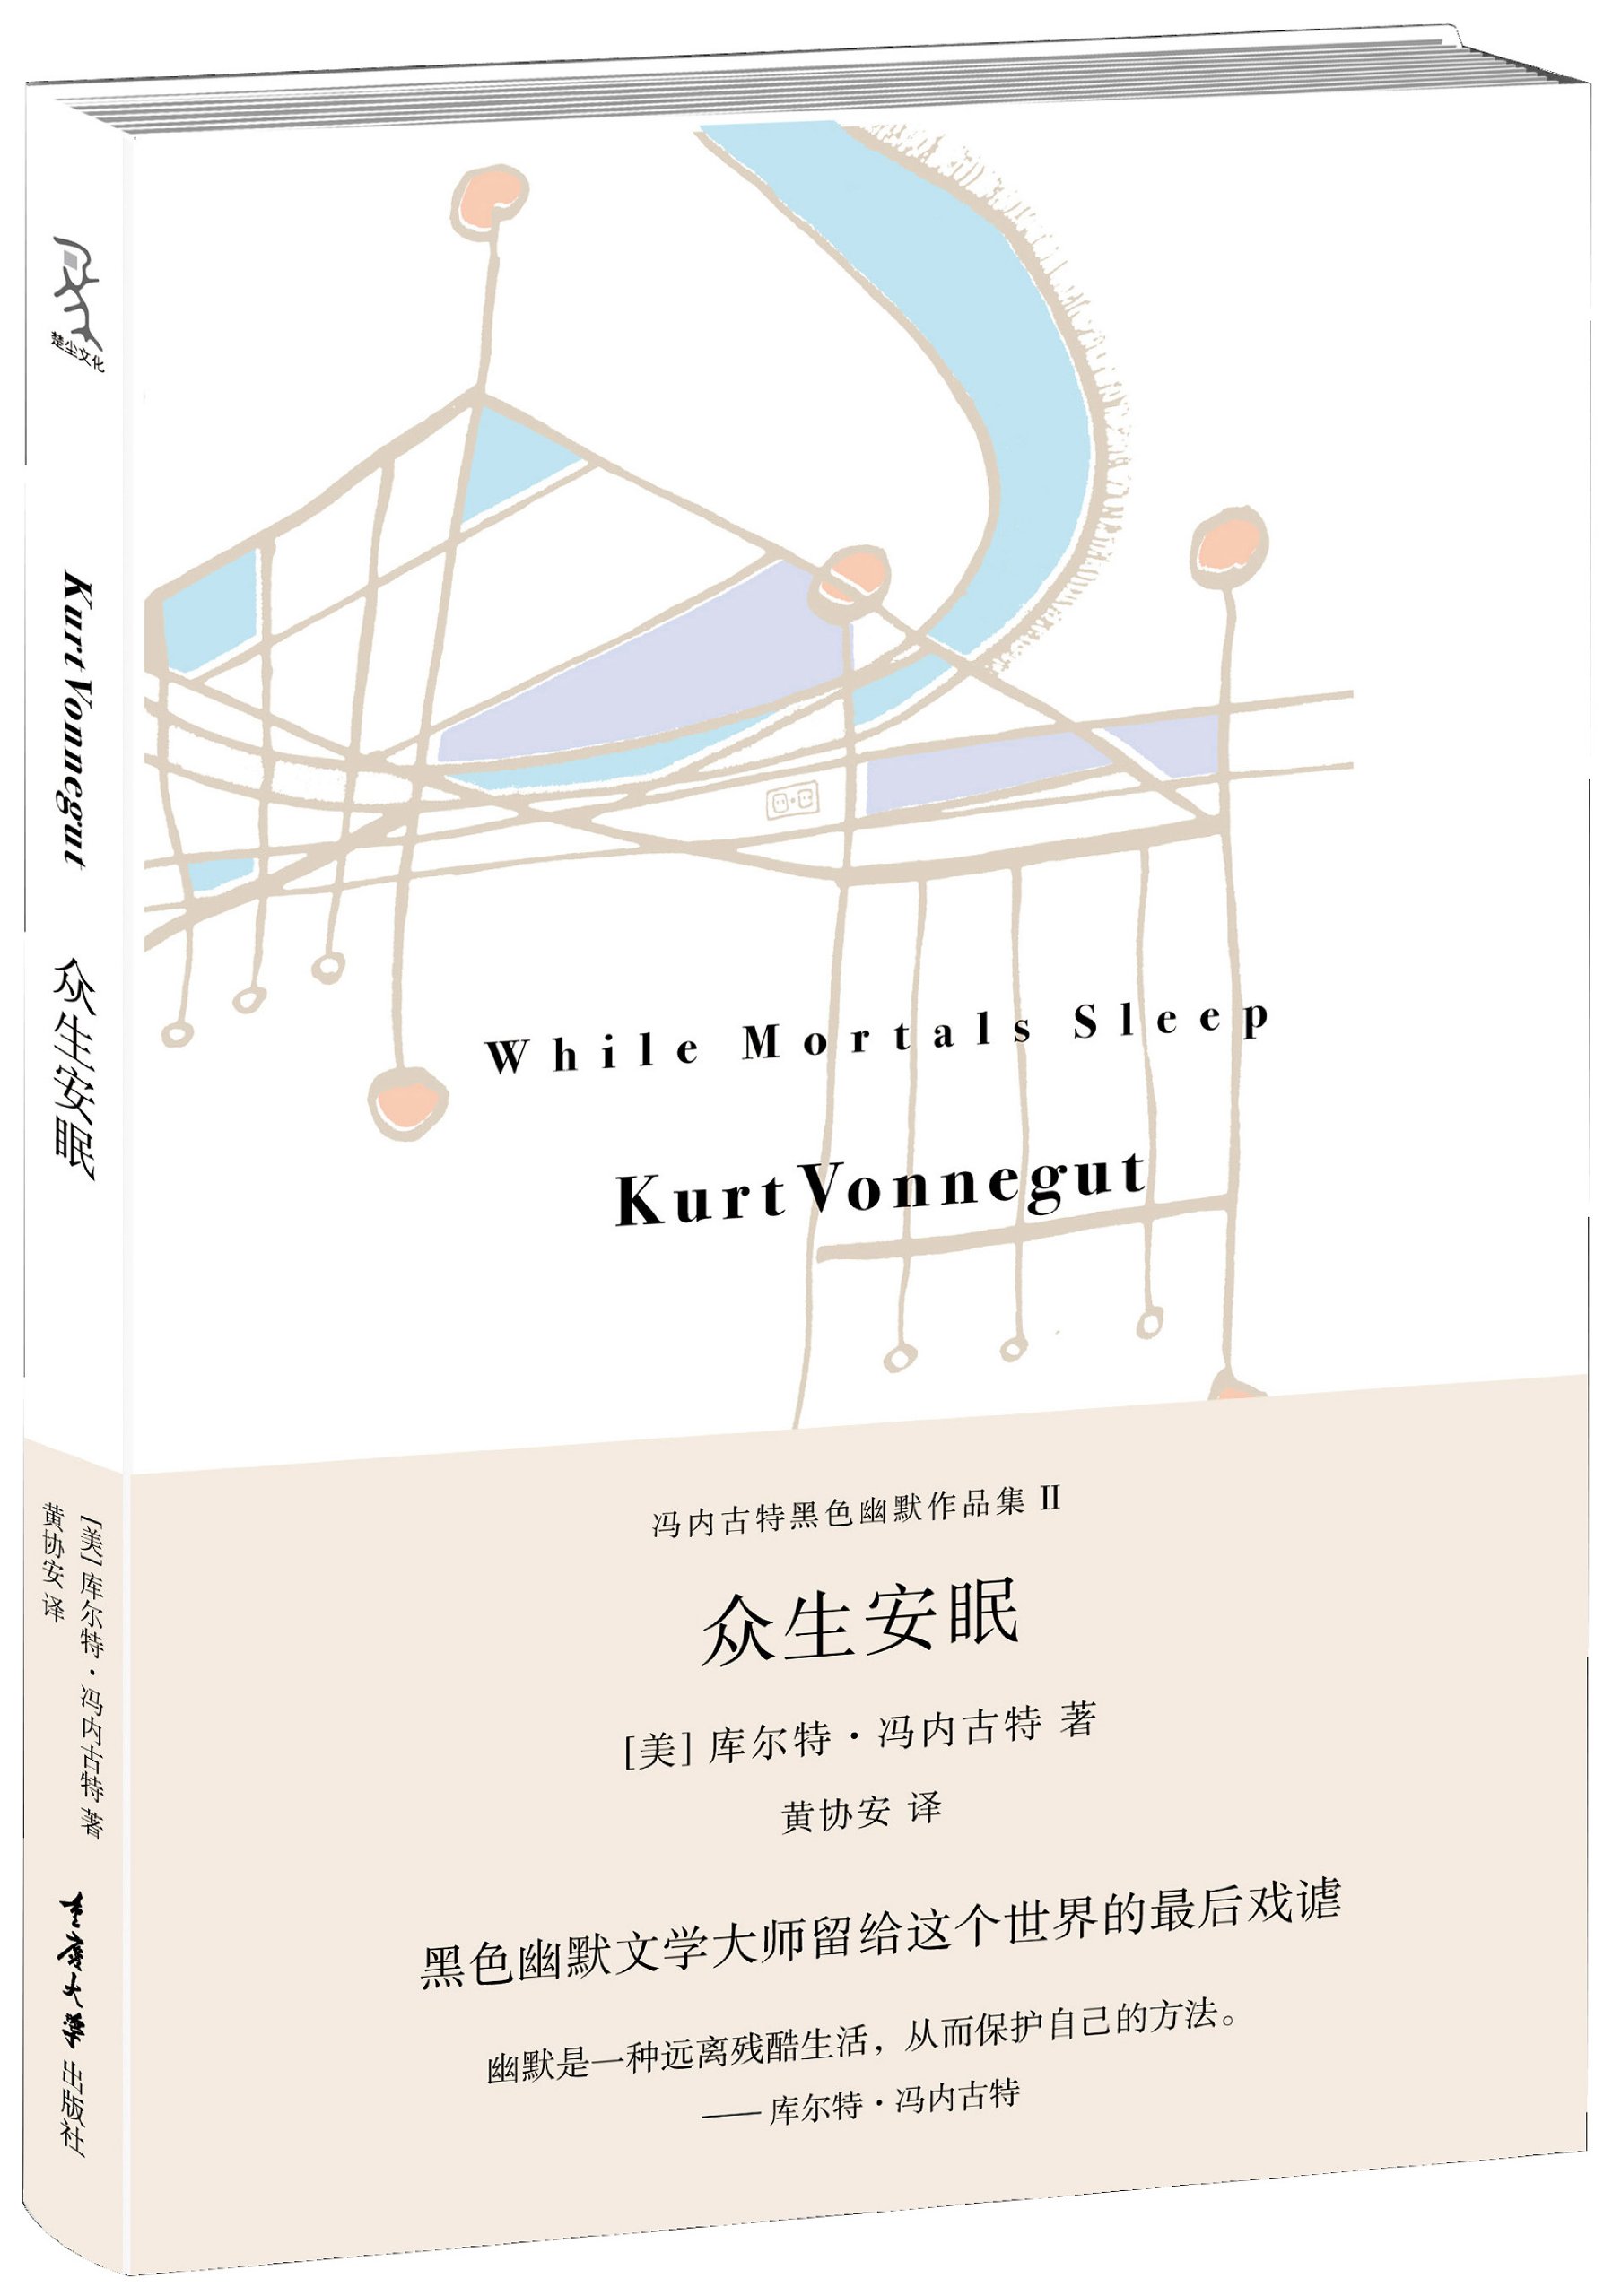 While Mortals Sleep
Kurt Vonnegut
冯内古特黑色幽默作品集 II
众生安眠
[美] 库尔特·冯内古特 著
黄协安 译
黑色幽默文学大师留给这个世界的最后戏谑
幽默是一种远离残酷生活，从而保护自己的方法。
——库尔特·冯内古特
楚尘文化
Kurt Vonnegut
众生安眠
[美] 库尔特·冯内古特 著
黄协安 译
重庆大学出版社